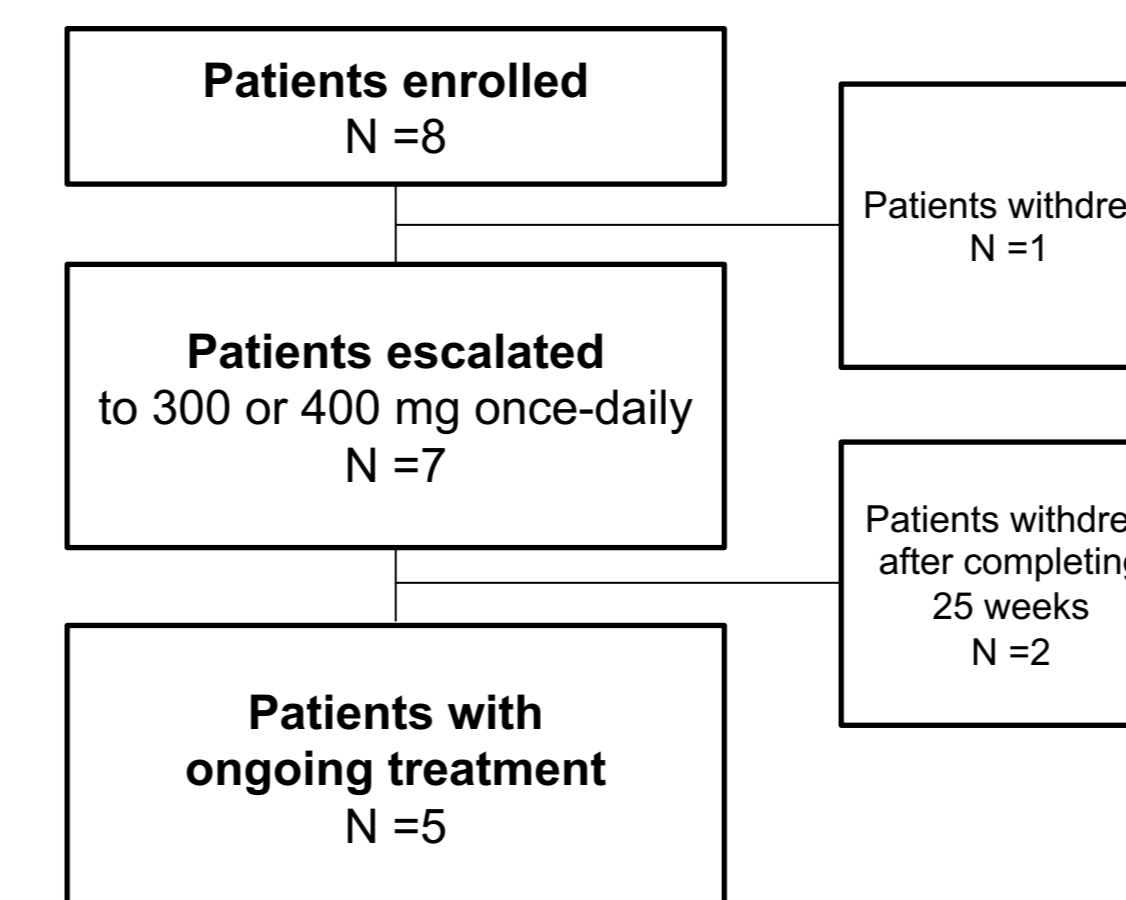 Patients enrolled
N =8
Patients withdre
N =1
Patients escalated
to 300 or 400 mg once-daily
N =7
Patients withdre
after completing
25 weeks
N =2
Patients with
ongoing treatment
N =5